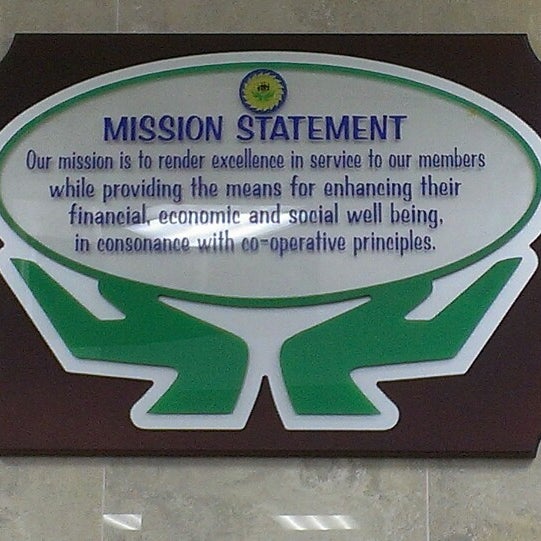 MISSION STATEMENT
Our mission is to render excellence in service to our members
while providing the means for enhancing their
financial, economic and social well being,
in consonance with co-operative principles.